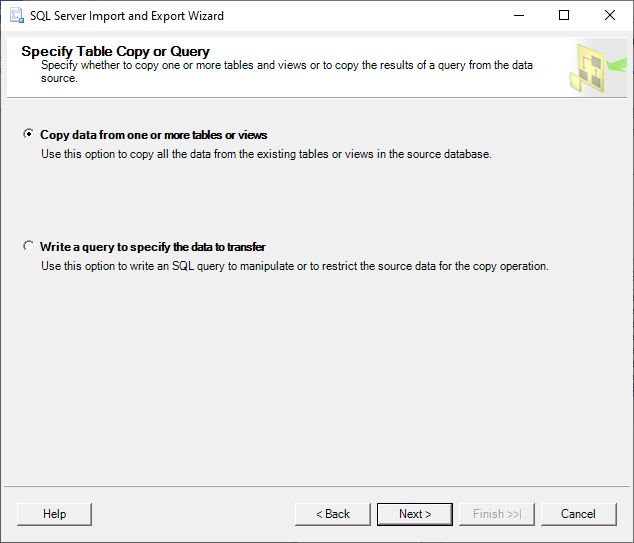 SQL Server Import and Export Wizard
Specify Table Copy or Query
Specify whether to copy one or more tables and views or to copy the results of a query from the data
source.
Copy data from one or more tables or views
Use this option to copy all the data from the existing tables or views in the source database.
Write a query to specify the data to transfer
Use this option to write an SQL query to manipulate or to restrict the source data for the copy operation.
Help
< Back
Next >
Finish >>|
Cancel